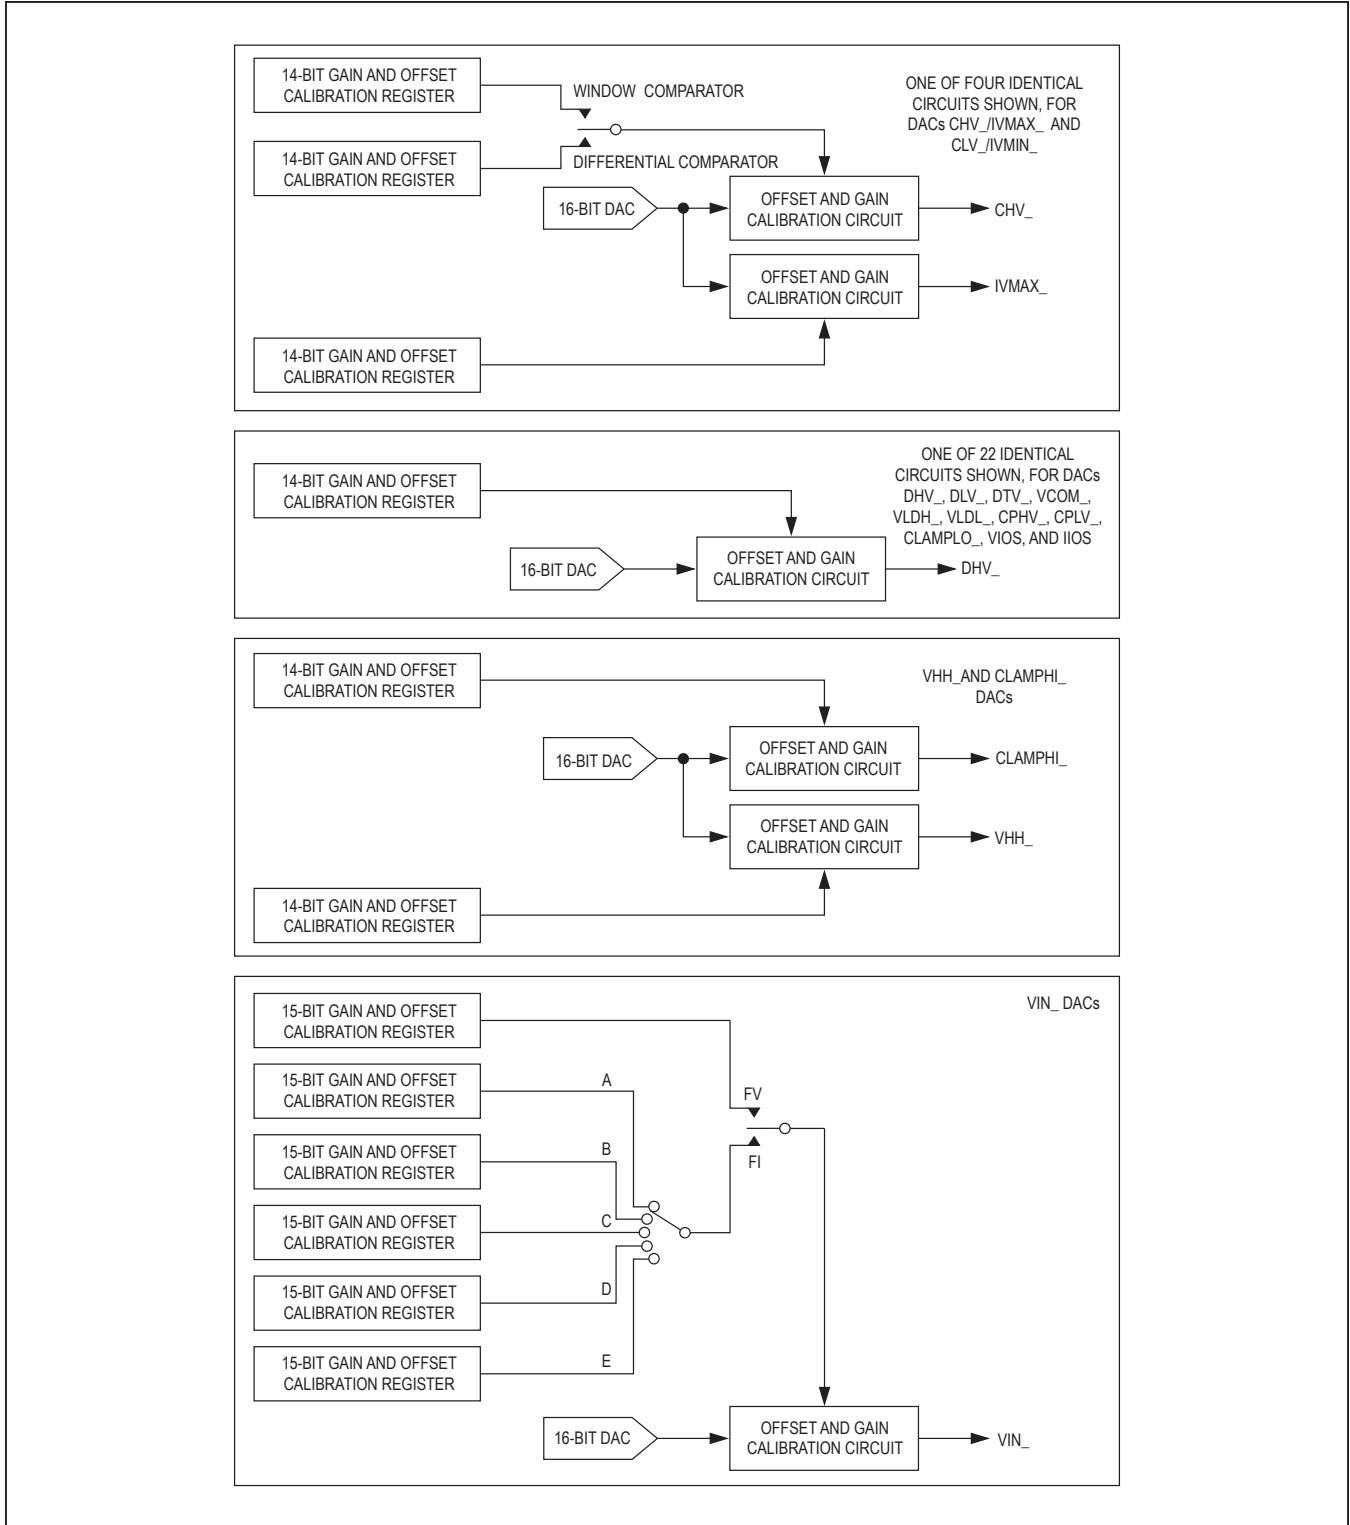 14-BIT GAIN AND OFFSET
CALIBRATION REGISTER
WINDOW COMPARATOR
ONE OF FOUR IDENTICAL
CIRCUITS SHOWN, FOR
DACs CHV_/IVMAX_ AND
CLV_/IVMIN_
14-BIT GAIN AND OFFSET
CALIBRATION REGISTER
DIFFERENTIAL COMPARATOR
16-BIT DAC
OFFSET AND GAIN
CALIBRATION CIRCUIT
CHV_
OFFSET AND GAIN
CALIBRATION CIRCUIT
IVMAX_
14-BIT GAIN AND OFFSET
CALIBRATION REGISTER
14-BIT GAIN AND OFFSET
CALIBRATION REGISTER
ONE OF 22 IDENTICAL
CIRCUITS SHOWN, FOR DACs
DHV_, DLV_, DTV_, VCOM_,
VLDH_, VLDL_, CPHV_, CPLV_,
CLAMPLO_, VIOS, AND IIOS
16-BIT DAC
OFFSET AND GAIN
CALIBRATION CIRCUIT
DHV_
14-BIT GAIN AND OFFSET
CALIBRATION REGISTER
VHH_AND CLAMPHI_
DACs
16-BIT DAC
OFFSET AND GAIN
CALIBRATION CIRCUIT
CLAMPHI_
OFFSET AND GAIN
CALIBRATION CIRCUIT
VHH_
14-BIT GAIN AND OFFSET
CALIBRATION REGISTER
15-BIT GAIN AND OFFSET
CALIBRATION REGISTER
VIN_ DACs
15-BIT GAIN AND OFFSET
CALIBRATION REGISTER
A
FV
15-BIT GAIN AND OFFSET
CALIBRATION REGISTER
B
FI
15-BIT GAIN AND OFFSET
CALIBRATION REGISTER
C
15-BIT GAIN AND OFFSET
CALIBRATION REGISTER
D
15-BIT GAIN AND OFFSET
CALIBRATION REGISTER
E
16-BIT DAC
OFFSET AND GAIN
CALIBRATION CIRCUIT
VIN_